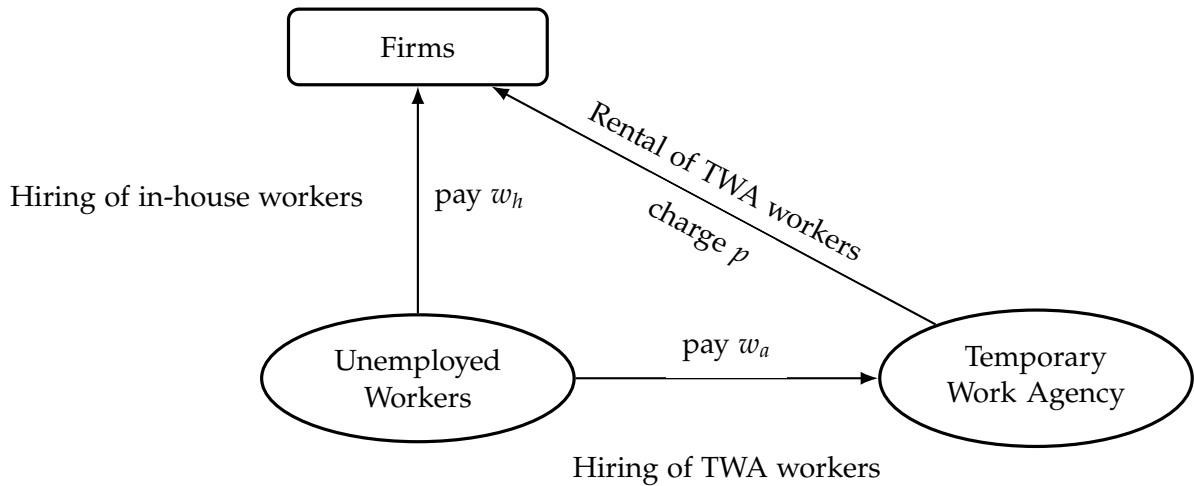 Firms
Rental of TWA workers
Hiring of in-house workers
pay w_h
charge p
Unemployed
Workers
pay w_a
Temporary
Work Agency
Hiring of TWA workers